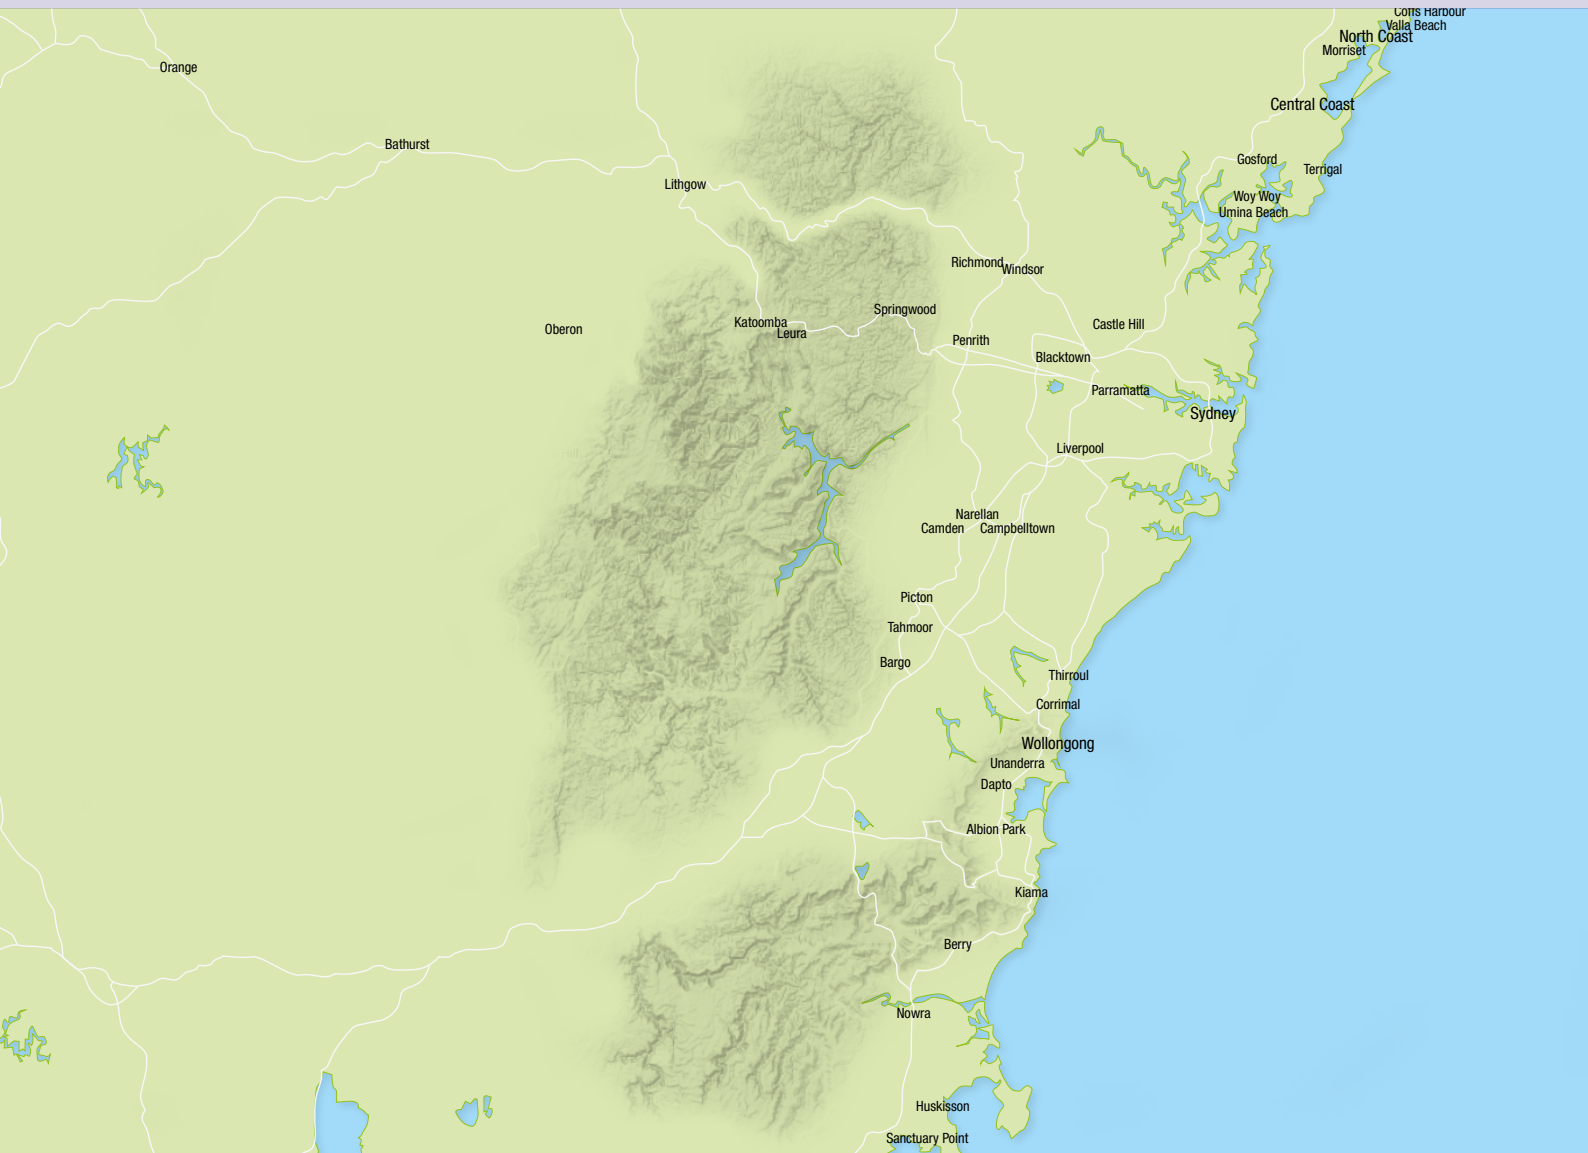 Coffs Harbour
Valla Beach
North Coast
Morriset
Orange
Central Coast
Bathurst
Gosford
Terrigal
Lithgow
Woy Woy
Umina Beach
Richmond
Windsor
Springwood
Katoomba
Castle Hill
Oberon
Leura
Penrith
Blacktown
Parramatta
Sydney
Liverpool
Narellan
Camden
Campbelltown
Picton
Tahmoor
Bargo
Thirroul
Corrimal
Wollongong
Unanderra
Dapto
Albion Park
Kiama
Berry
Nowra
Huskisson
Sanctuary Point